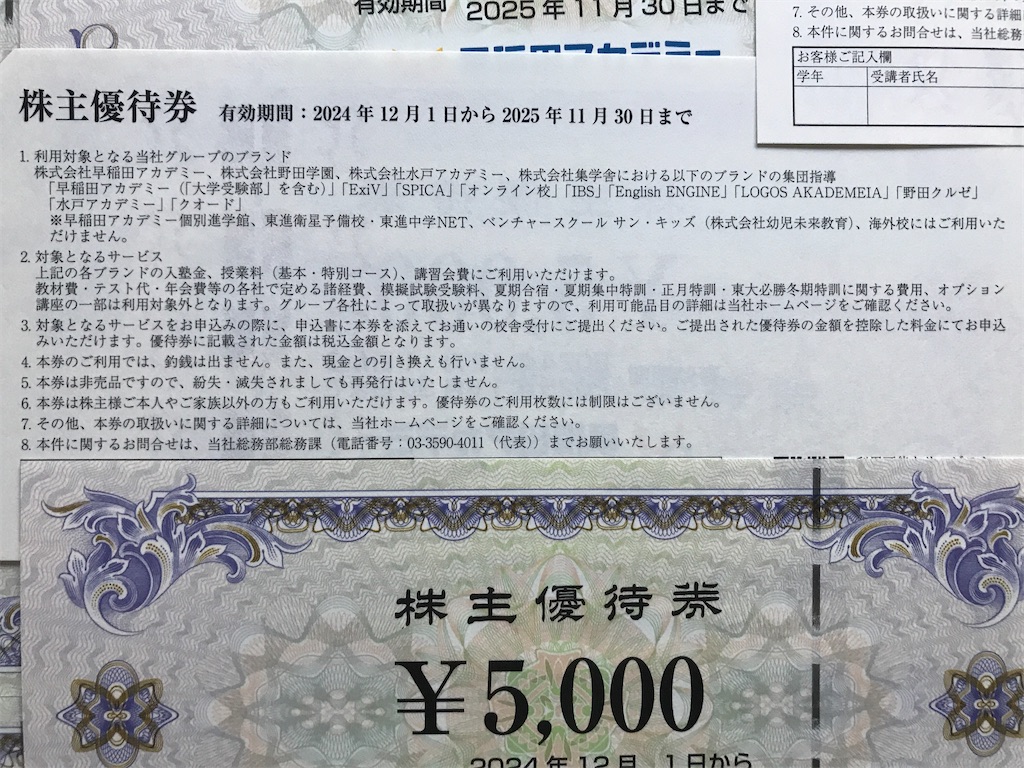 有効期間 2025年11月30日まで
7. その他、本券の取扱いに関する詳細
8. 本件に関するお問合せは、当社総務
お客様ご記入欄
学年 受講者氏名
株主優待券 有効期間：2024年12月1日から2025年11月30日まで
1. 利用対象となる当社グループのブランド
株式会社早稲田アカデミー、株式会社野田学園、株式会社水戸アカデミー、株式会社集学舎における以下のブランドの集団指導
「早稲田アカデミー（「大学受験部」を含む）」「ExiV」「SPICA」「オンライン校」「IBS」「English ENGINE」「LOGOS AKADEMEIA」「野田クルゼ」
「水戸アカデミー」「クオード」
※早稲田アカデミー個別進学館、東進衛星予備校・東進中学NET、ベンチャースクール サン・キッズ（株式会社幼児未来教育）、海外校にはご利用いた
だけません。
2. 対象となるサービス
上記の各ブランドの入塾金、授業料（基本・特別コース）、講習会費にご利用いただけます。
教材費・テスト代・年会費等の各社で定める諸経費、模擬試験受験料、夏期合宿・夏期集中特訓・正月特訓・東大必勝冬期特訓に関する費用、オプション
講座の一部は利用対象外となります。グループ各社によって取扱いが異なりますので、利用可能品目の詳細は当社ホームページをご確認ください。
3. 対象となるサービスをお申込みの際に、申込書に本券を添えてお通いの校舎受付にご提出ください。ご提出された優待券の金額を控除した料金にてお申込
みいただけます。優待券に記載された金額は税込金額となります。
4. 本券のご利用では、釣銭は出ません。また、現金との引き換えも行いません。
5. 本券は非売品ですので、紛失・滅失されましても再発行はいたしません。
6. 本券は株主様ご本人やご家族以外の方もご利用いただけます。優待券のご利用枚数には制限はございません。
7. その他、本券の取扱いに関する詳細については、当社ホームページをご確認ください。
8. 本件に関するお問合せは、当社総務部総務課（電話番号：03-3590-4011（代表））までお願いいたします。
株主優待券
¥5,000
2024年12月 1日から